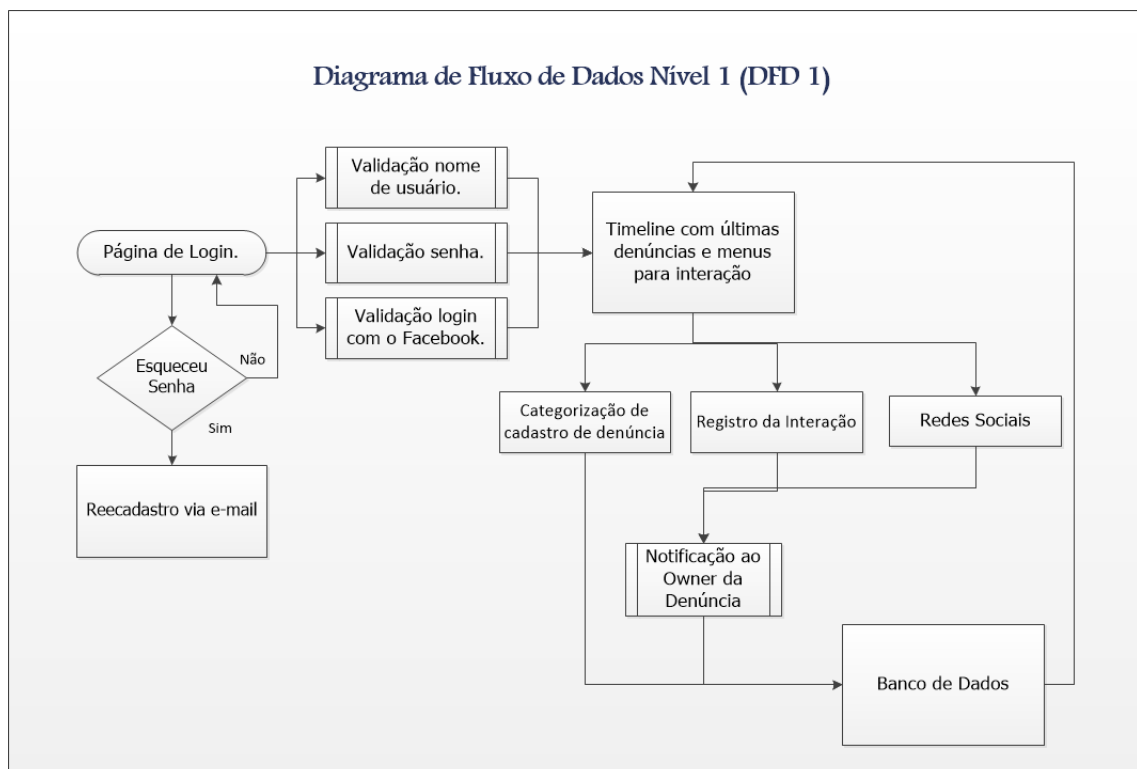 Diagrama de Fluxo de Dados Nível 1 (DFD 1)
Validação nome
de usuário.
Página de Login.
Validação senha.
Validação login
com o Facebook.
Timeline com últimas
denúncias e menus
para interação
Esqueceu
Senha
Não
Sim
Reecadastro via e-mail
Categorização de
cadastro de denúncia
Registro da Interação
Redes Sociais
Notificação ao
Owner da
Denúncia
Banco de Dados